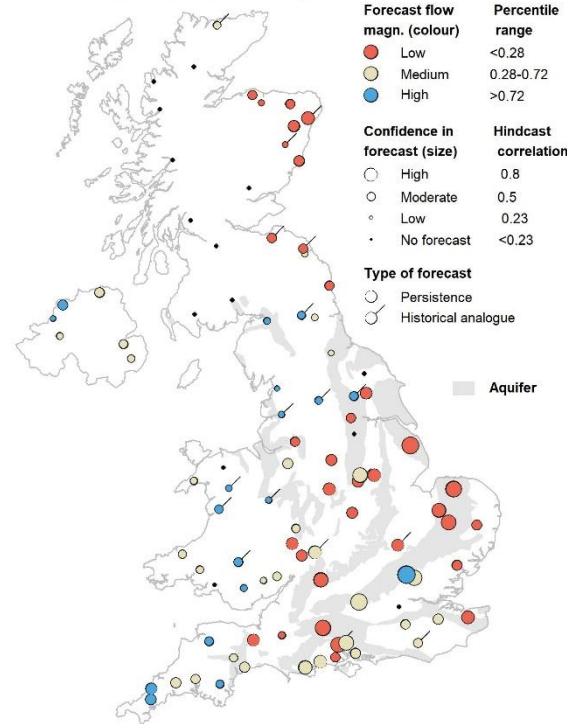 Forecast flow Percentile
magn. (colour) range
Low <0.28
Medium 0.28-0.72
High >0.72
Confidence in Hindcast
forecast (size) correlation
High 0.8
Moderate 0.5
Low 0.23
No forecast <0.23
Type of forecast
Persistence
Historical analogue
Aquifer